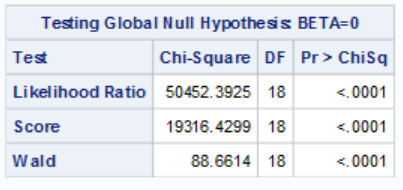 Testing Global Null Hypothesis: BETA=0
Test Chi-Square DF Pr > ChiSq
Likelihood Ratio 50452.3925 18 <.0001
Score 19316.4299 18 <.0001
Wald 88.6614 18 <.0001